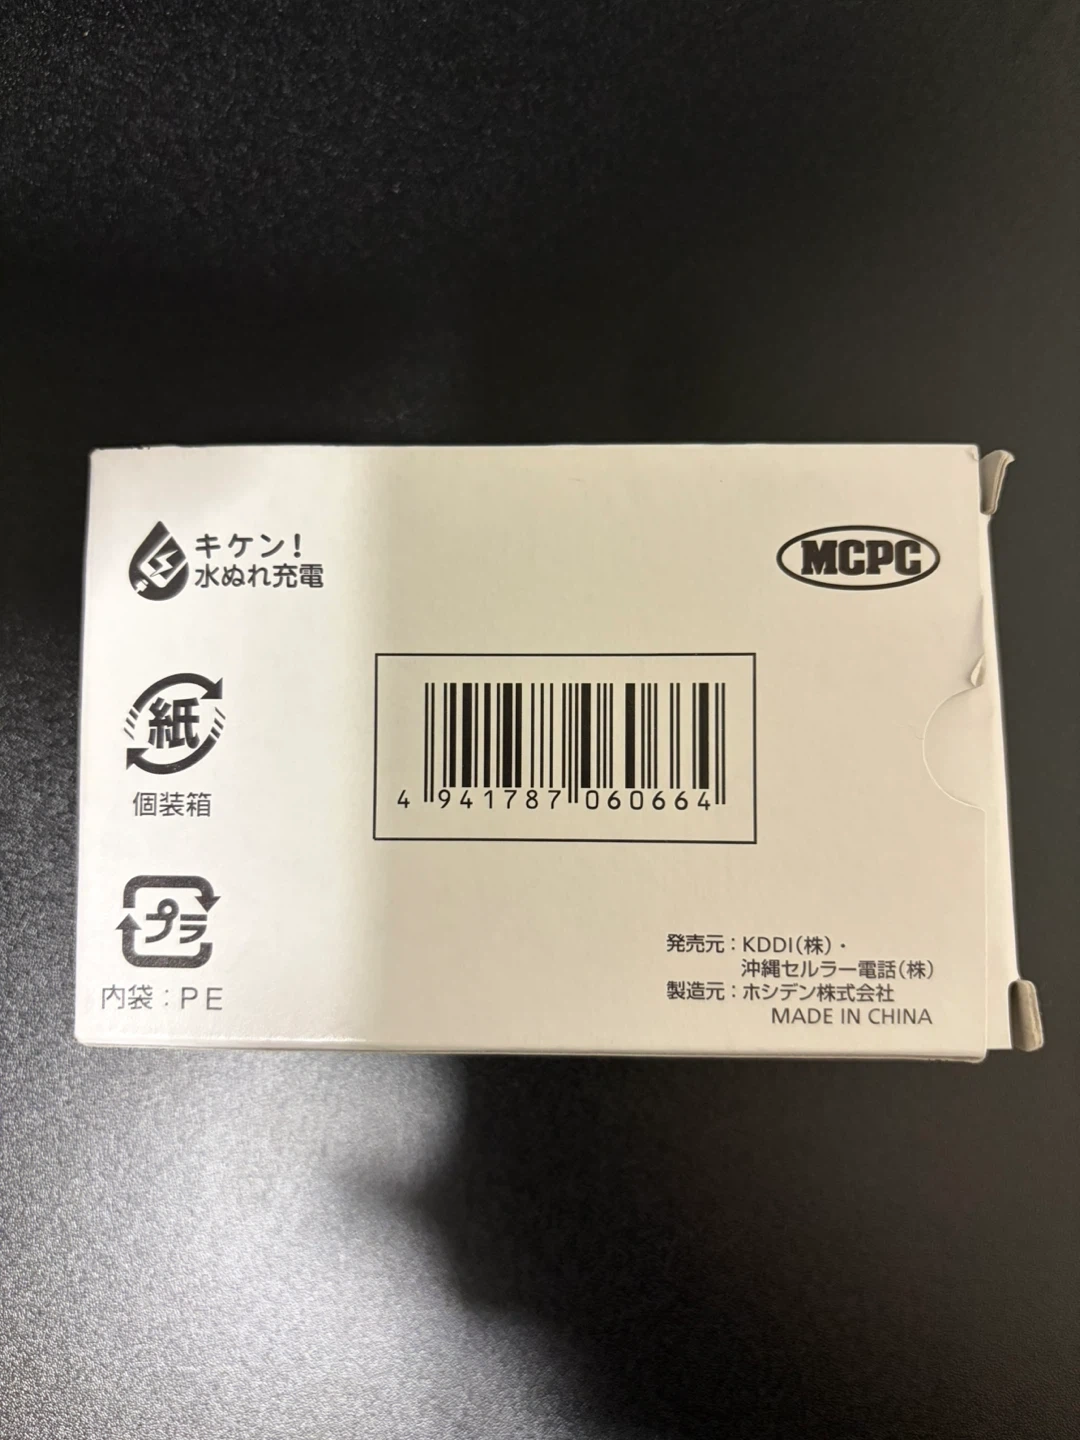 キケン！
水ぬれ充電
MCPC
紙
個装箱
4 941787 060664
プラ
内袋：PE
発売元：KDDI（株）・
沖縄セルラー電話（株）
製造元：ホシデン株式会社
MADE IN CHINA